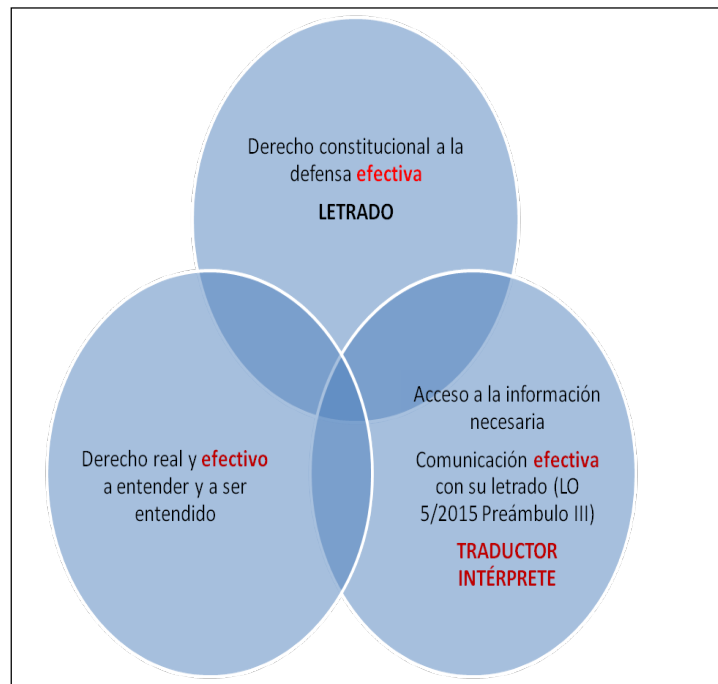 Derecho constitucional a la
defensa efectiva
LETRADO
Derecho real y efectivo
a entender y a ser
entendido
Acceso a la información
necesaria
Comunicación efectiva
con su letrado (LO
5/2015 Preámbulo III)
TRADUCTOR
INTÉRPRETE